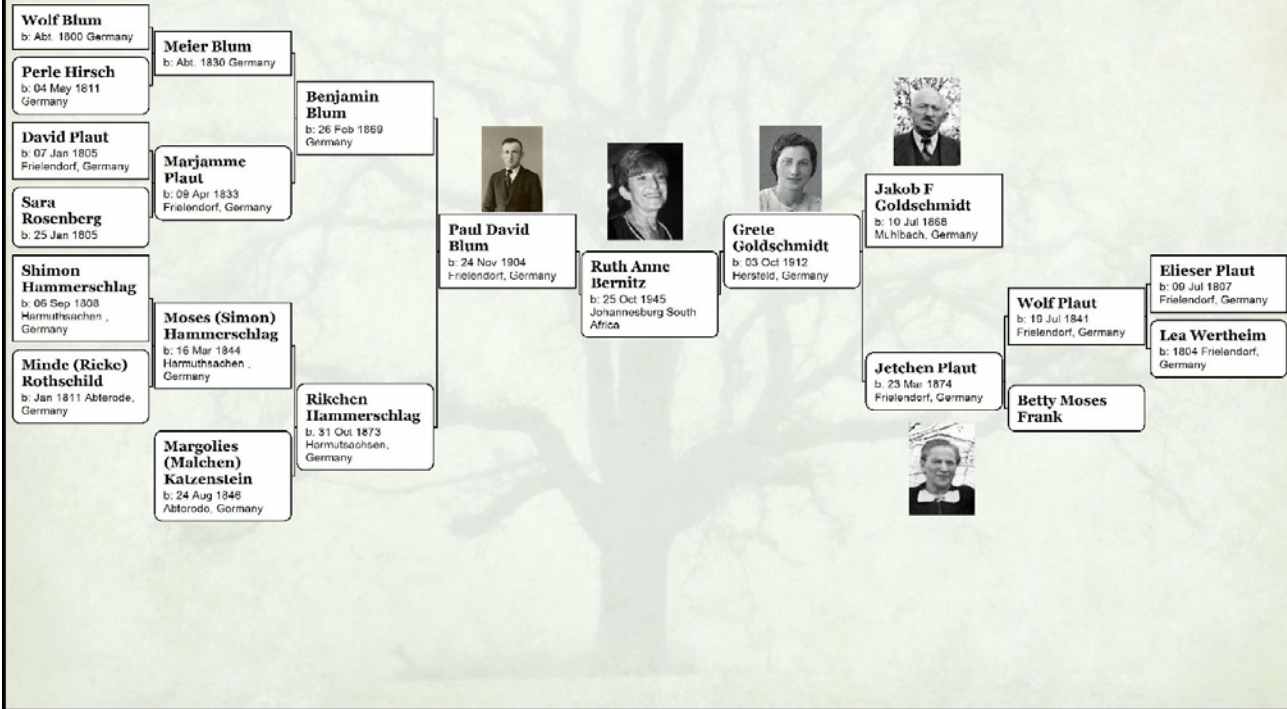 Wolf Blum
b: Abt. 1800 Germany
Perle Hirsch
b: 04 May 1811
Germany
David Plaut
b: 07 Jan 1805
Frielendorf, Germany
Sara
Rosenberg
b: 25 Jan 1805
Shimon
Hammerschlag
b: 06 Sep 1808
Harmuthsachen ,
Germany
Minde (Ricke)
Rothschild
b: Jan 1811 Abterode,
Germany
Meier Blum
b: Abt. 1830 Germany
Marjamme
Plaut
b: 09 Apr 1833
Frielendorf, Germany
Moses (Simon)
Hammerschlag
b: 16 Mar 1844
Harmuthsachen ,
Germany
Margolies
(Malchen)
Katzenstein
b: 24 Aug 1846
Abterode, Germany
Benjamin
Blum
b: 26 Feb 1869
Germany
Rikchen
Hammerschlag
b: 31 Oct 1873
Harmutsachsen,
Germany
Paul David
Blum
b: 24 Nov 1904
Frielendorf, Germany
Ruth Anne
Bernitz
b: 25 Oct 1945
Johannesburg South
Africa
Grete
Goldschmidt
b: 03 Oct 1912
Hersfeld, Germany
Jakob F
Goldschmidt
b: 10 Jul 1868
Muhlbach, Germany
Jetchen Plaut
b: 23 Mar 1874
Frielendorf, Germany
Wolf Plaut
b: 19 Jul 1841
Frielendorf, Germany
Betty Moses
Frank
Elieser Plaut
b: 09 Jul 1807
Frielendorf, Germany
Lea Wertheim
b: 1804 Frielendorf,
Germany